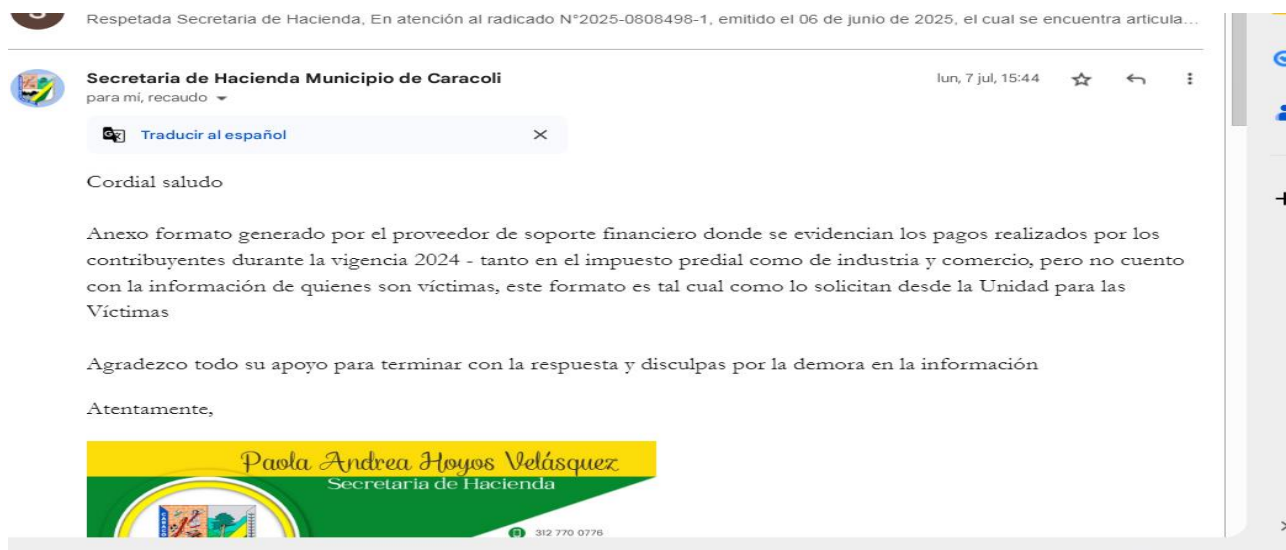 Respetada Secretaria de Hacienda, En atención al radicado N°2025-0808498-1, emitido el 06 de junio de 2025, el cual se encuentra articula...
Secretaria de Hacienda Municipio de Caracoli
lun, 7 jul, 15:44
para mí, recaudo
Traducir al español
Cordial saludo
Anexo formato generado por el proveedor de soporte financiero donde se evidencian los pagos realizados por los
contribuyentes durante la vigencia 2024 - tanto en el impuesto predial como de industria y comercio, pero no cuento
con la información de quienes son víctimas, este formato es tal cual como lo solicitan desde la Unidad para las
Víctimas
Agradezco todo su apoyo para terminar con la respuesta y disculpas por la demora en la información
Atentamente,
Paola Andrea Hoyos Velásquez
Secretaria de Hacienda
312 770 0776